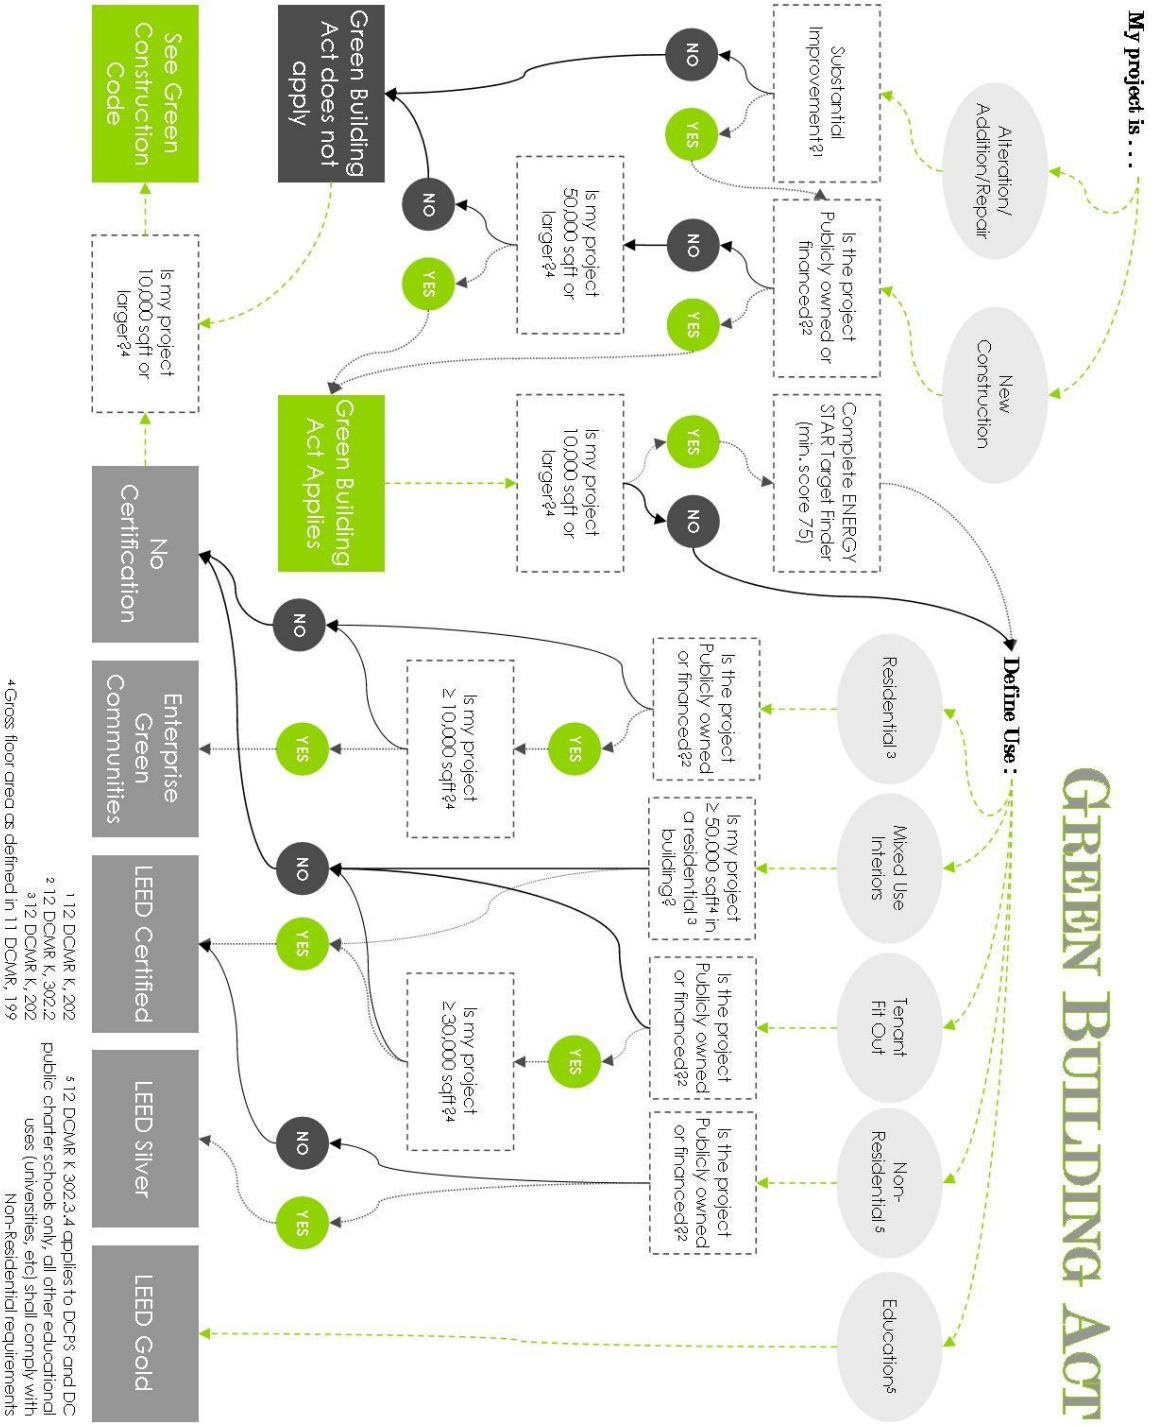 GREEN BUILDING ACT
My project is . . .
Alteration/
Addition/Repair
New
Construction
Substantial
Improvement?¹
NO
YES
Is the project
Publicly owned or
financed?²
NO
YES
Is my project
50,000 sqft or
larger?⁴
NO
YES
Green Building
Act does not
apply
See Green
Construction
Code
Is my project
10,000 sqft or
larger?⁴
Green Building
Act Applies
Is my project
10,000 sqft or
larger?⁴
YES
NO
Complete ENERGY
STAR Target Finder
(min. score 75)
Define Use:
Residential ³
Mixed Use
Interiors
Tenant
Fit Out
Non-
Residential ⁵
Education⁵
Is the project
Publicly owned
or financed?²
Is my project
≥ 50,000 sqft⁴ in
a residential ³
building?
Is the project
Publicly owned
or financed?²
Is the project
Publicly owned
or financed?²
YES
YES
Is my project
≥ 10,000 sqft?⁴
Is my project
≥ 30,000 sqft?⁴
NO
YES
NO
YES
NO
YES
No
Certification
Enterprise
Green
Communities
LEED Certified
LEED Silver
LEED Gold
¹ 12 DCMR K, 202
² 12 DCMR K, 302.2
³ 12 DCMR K, 202
⁴ Gross floor area as defined in 11 DCMR, 199
⁵ 12 DCMR K 302.3.4 applies to DCPS and DC
public charter schools only, all other educational
uses (universities, etc) shall comply with
Non-Residential requirements